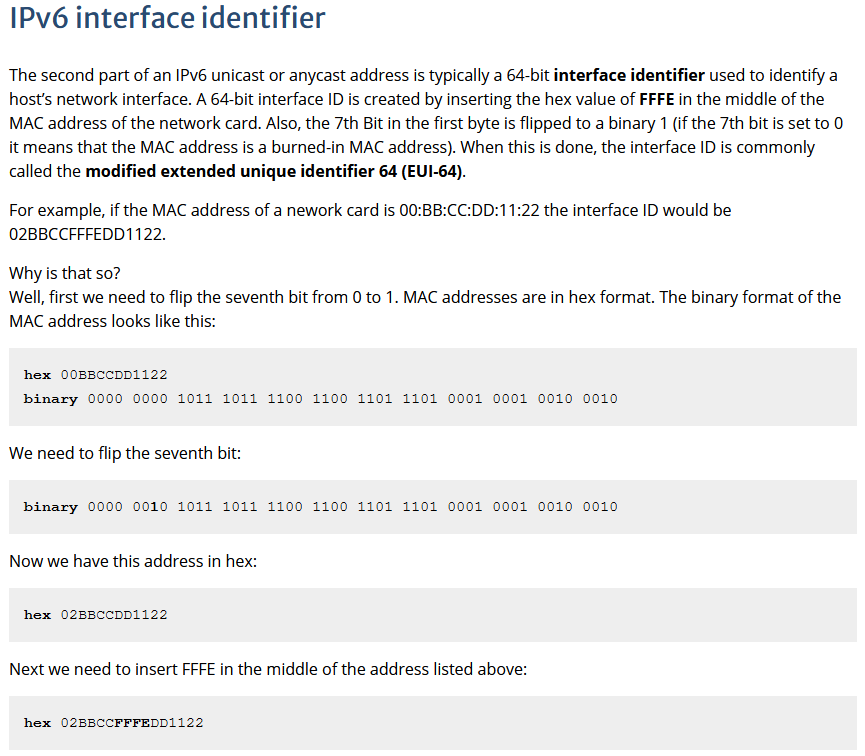 IPv6 interface identifier
The second part of an IPv6 unicast or anycast address is typically a 64-bit interface identifier used to identify a
host's network interface. A 64-bit interface ID is created by inserting the hex value of FFFE in the middle of the
MAC address of the network card. Also, the 7th Bit in the first byte is flipped to a binary 1 (if the 7th bit is set to 0
it means that the MAC address is a burned-in MAC address). When this is done, the interface ID is commonly
called the modified extended unique identifier 64 (EUI-64).
For example, if the MAC address of a nework card is 00:BB:CC:DD:11:22 the interface ID would be
02BBCCFFFEDD1122.
Why is that so?
Well, first we need to flip the seventh bit from 0 to 1. MAC addresses are in hex format. The binary format of the
MAC address looks like this:
hex 00BBCCDD1122
binary 0000 0000 1011 1011 1100 1100 1101 1101 0001 0001 0010 0010
We need to flip the seventh bit:
binary 0000 0010 1011 1011 1100 1100 1101 1101 0001 0001 0010 0010
Now we have this address in hex:
hex 02BBCCDD1122
Next we need to insert FFFE in the middle of the address listed above:
hex 02BBCCFFFEDD1122